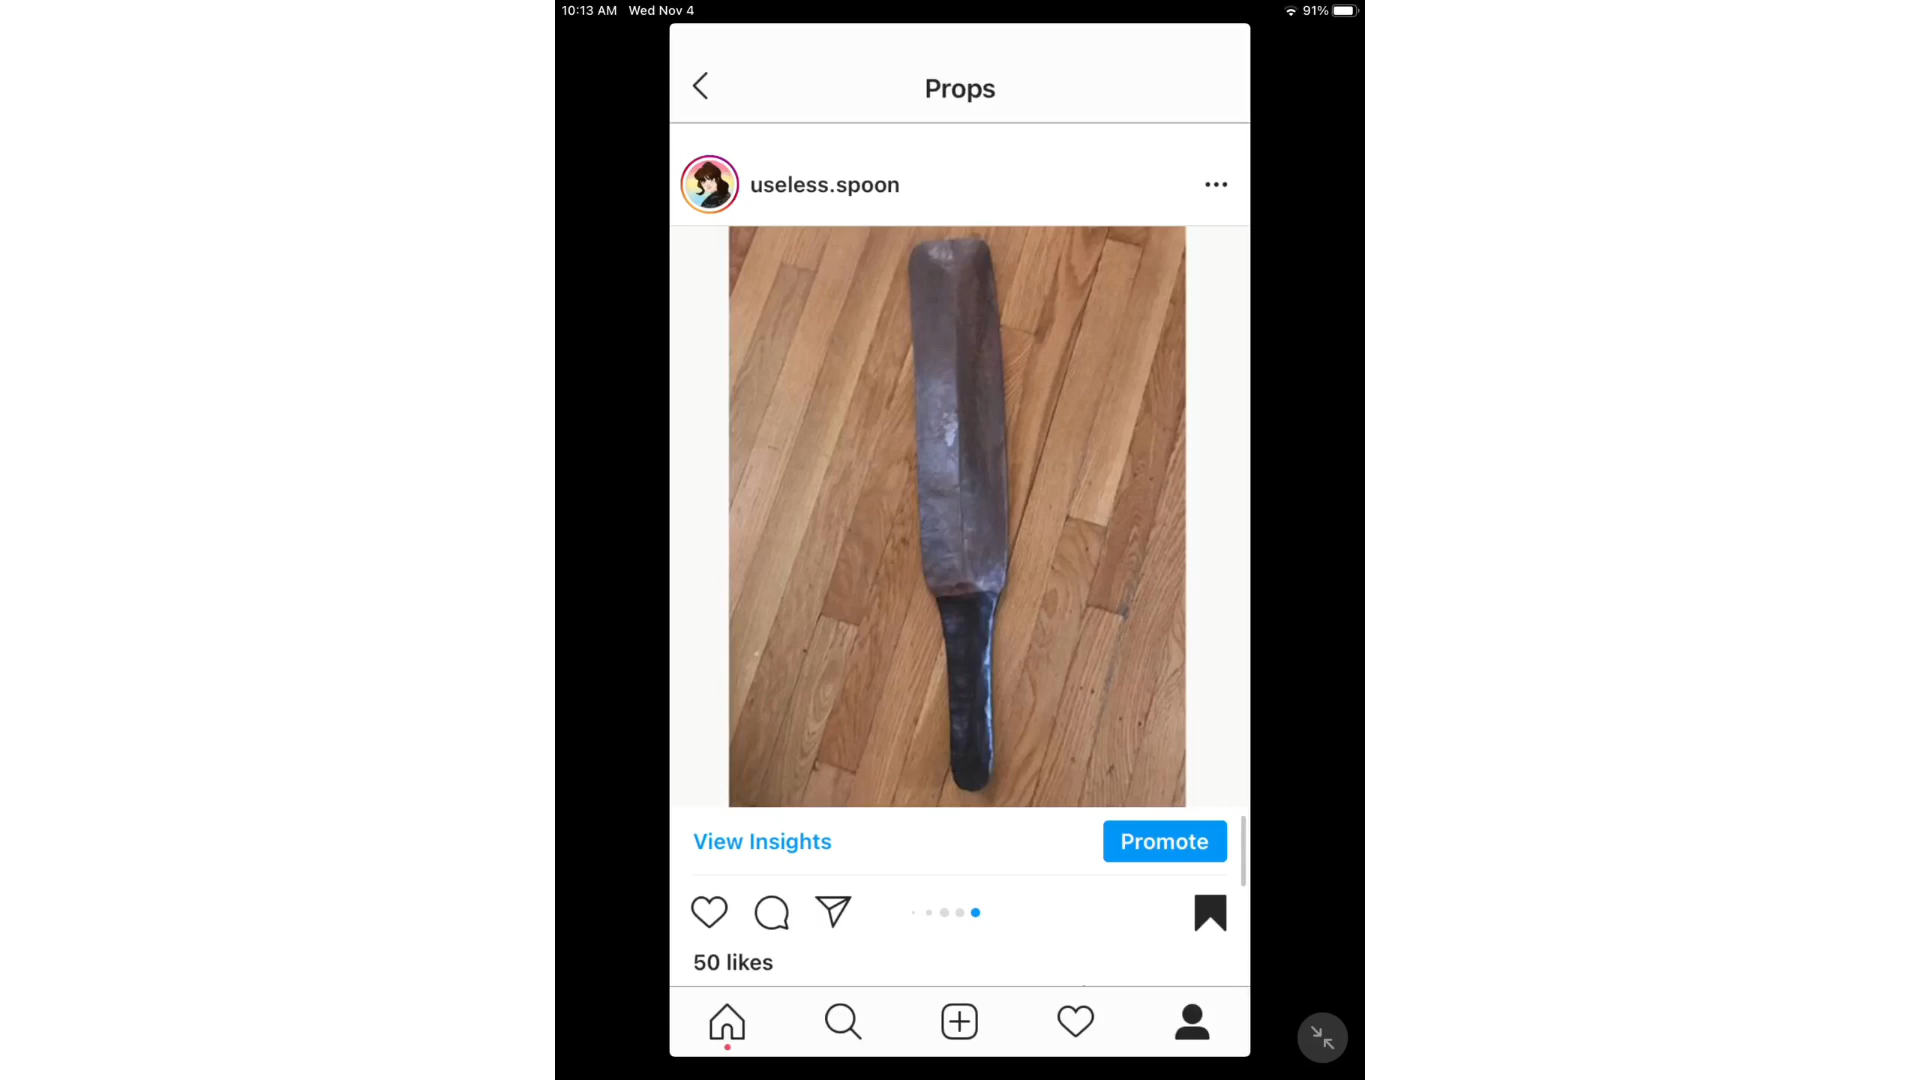 10:13 AM Wed Nov 4
91%
Props
useless.spoon
View Insights
Promote
50 likes